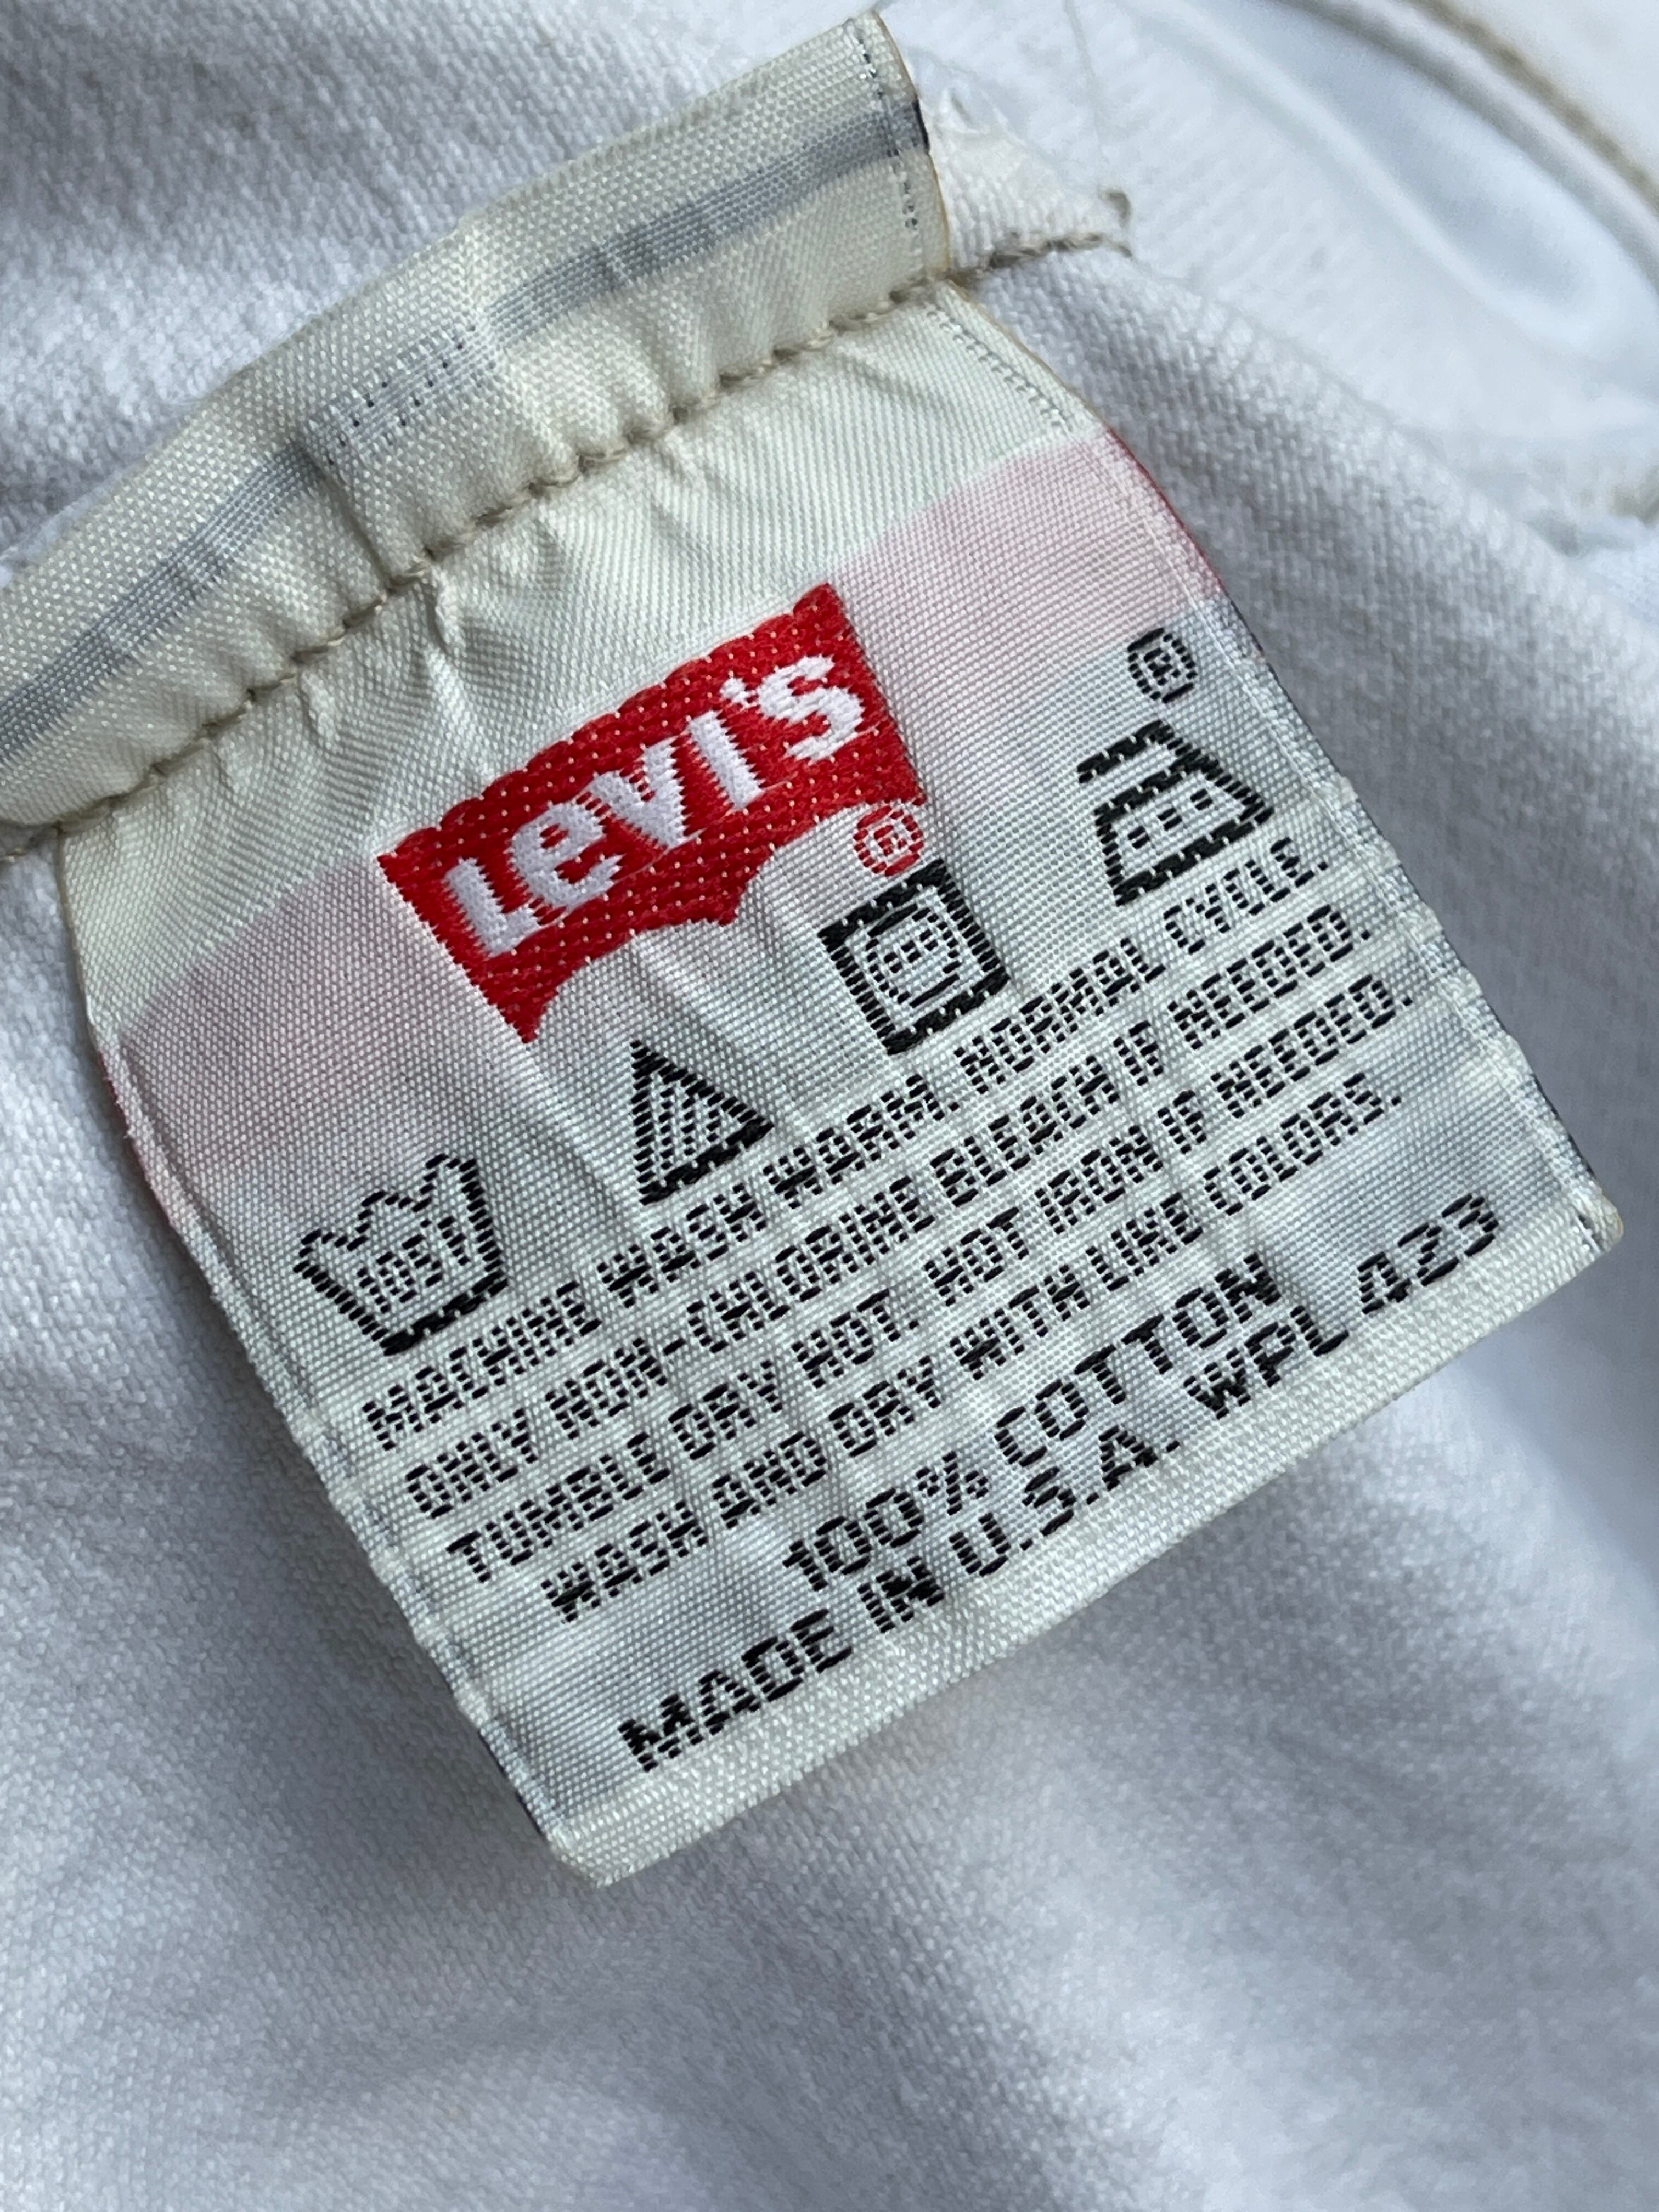 Levi's®
®
105F
MACHINE WASH WARM. NORMAL CYCLE.
ONLY NON-CHLORINE BLEACH IF NEEDED.
TUMBLE DRY HOT. HOT IRON IF NEEDED.
WASH AND DRY WITH LIKE COLORS.
100% COTTON
MADE IN U.S.A. WPL 423